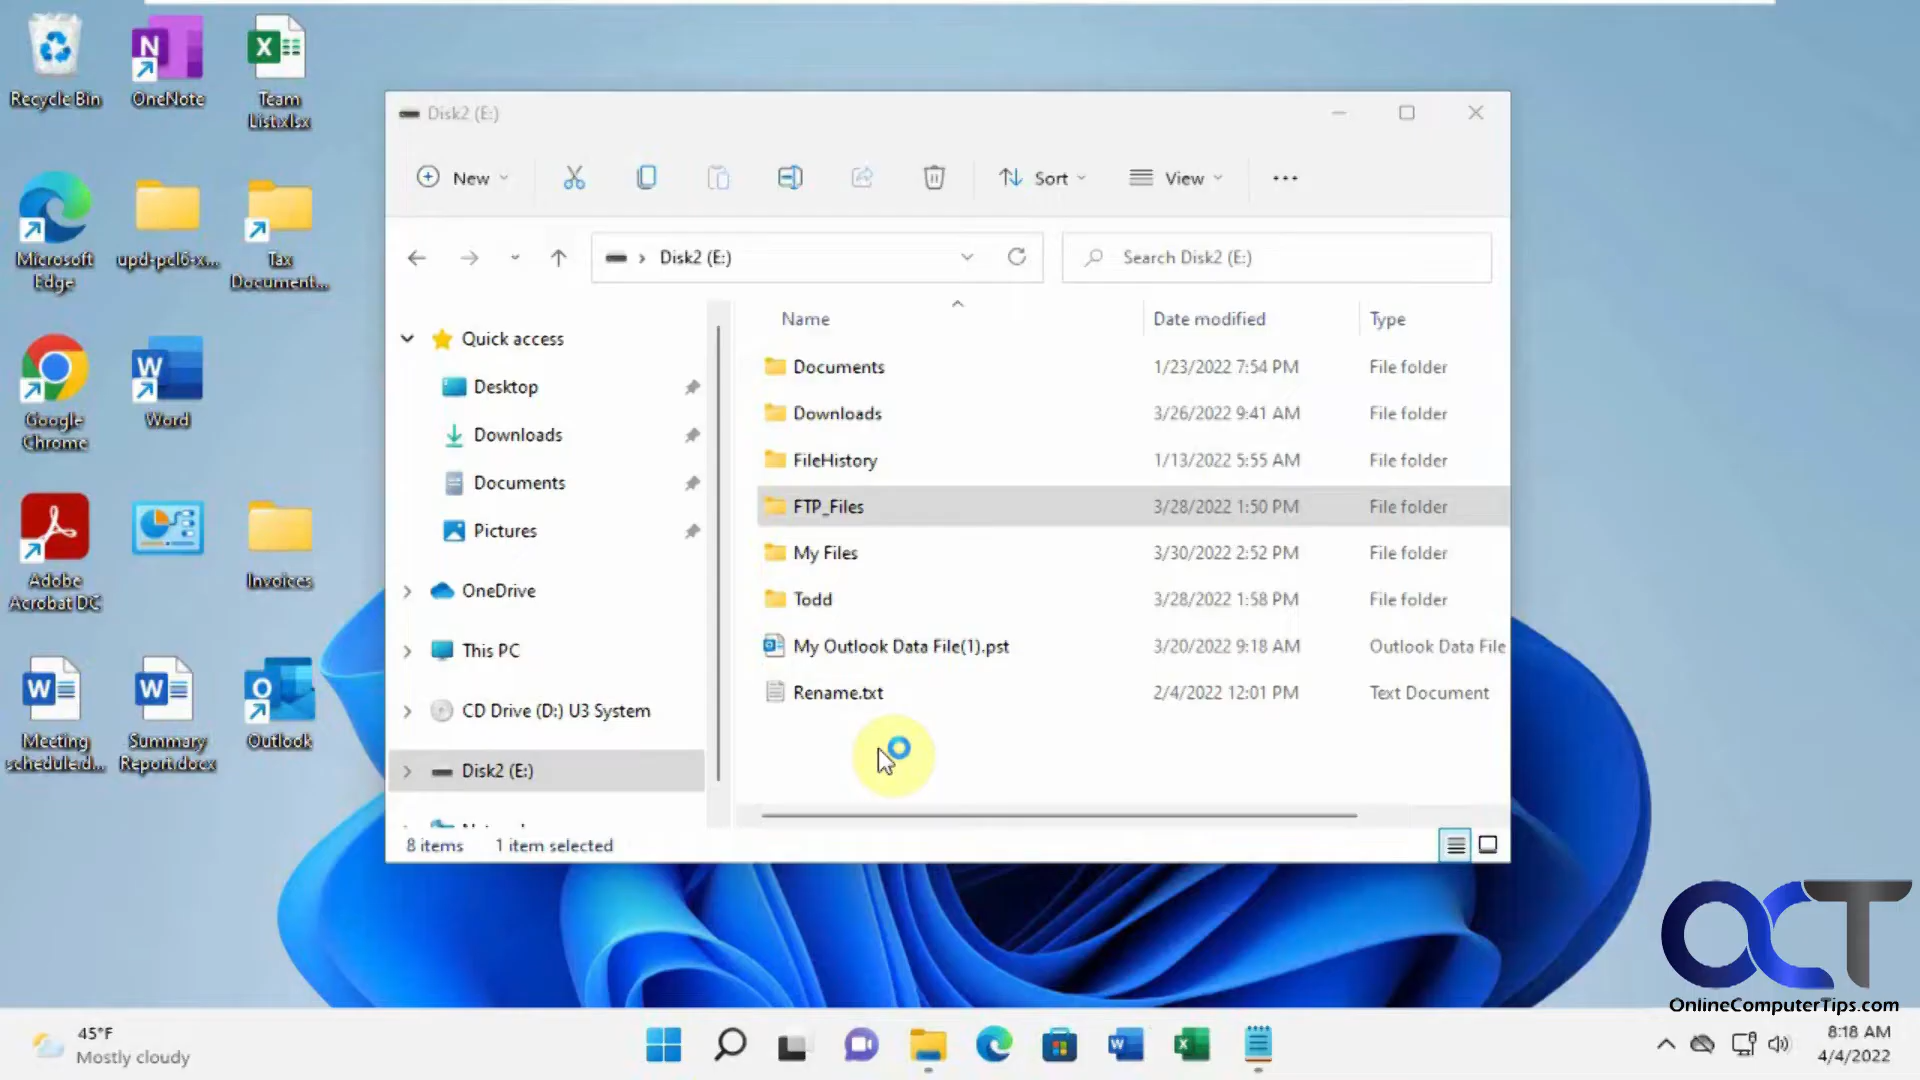 Recycle Bin
OneNote
Team
List.xlsx
Microsoft
Edge
upd-pcl6-x...
Tax
Document...
Google
Chrome
Word
Adobe
Acrobat DC
Invoices
Meeting
schedule.d...
Summary
Report.docx
Outlook
Disk2 (E:)
New
Sort
View
Disk2 (E:)
Search Disk2 (E:)
Quick access
Desktop
Downloads
Documents
Pictures
OneDrive
This PC
CD Drive (D:) U3 System
Disk2 (E:)
Name Date modified Type
Documents 1/23/2022 7:54 PM File folder
Downloads 3/26/2022 9:41 AM File folder
FileHistory 1/13/2022 5:55 AM File folder
FTP_Files 3/28/2022 1:50 PM File folder
My Files 3/30/2022 2:52 PM File folder
Todd 3/28/2022 1:58 PM File folder
My Outlook Data File(1).pst 3/20/2022 9:18 AM Outlook Data File
Rename.txt 2/4/2022 12:01 PM Text Document
8 items 1 item selected
OCT
OnlineComputerTips.com
45°F
Mostly cloudy
8:18 AM
4/4/2022